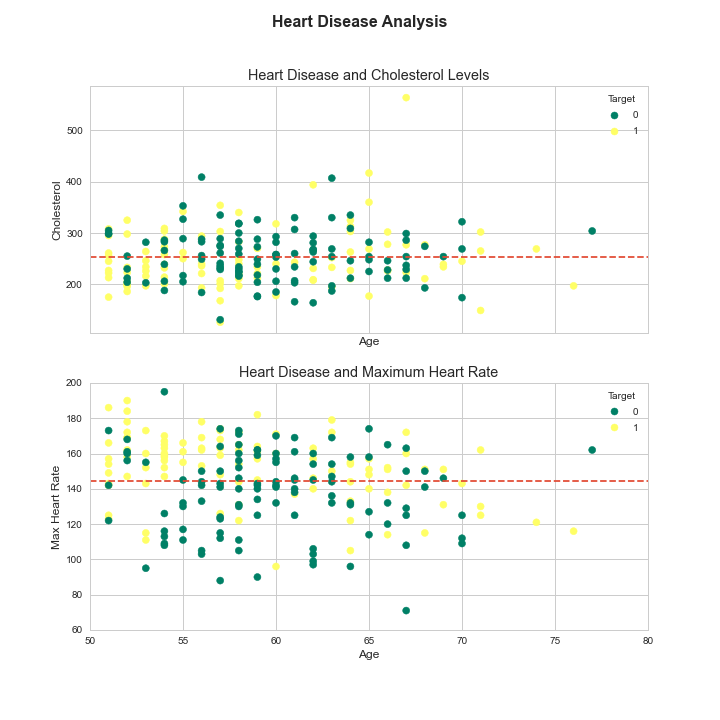 Heart Disease Analysis
Heart Disease and Cholesterol Levels
Target
0
1
500
400
300
200
Cholesterol
Age
Heart Disease and Maximum Heart Rate
Target
0
1
200
180
160
140
120
100
80
60
Max Heart Rate
50 55 60 65 70 75 80
Age